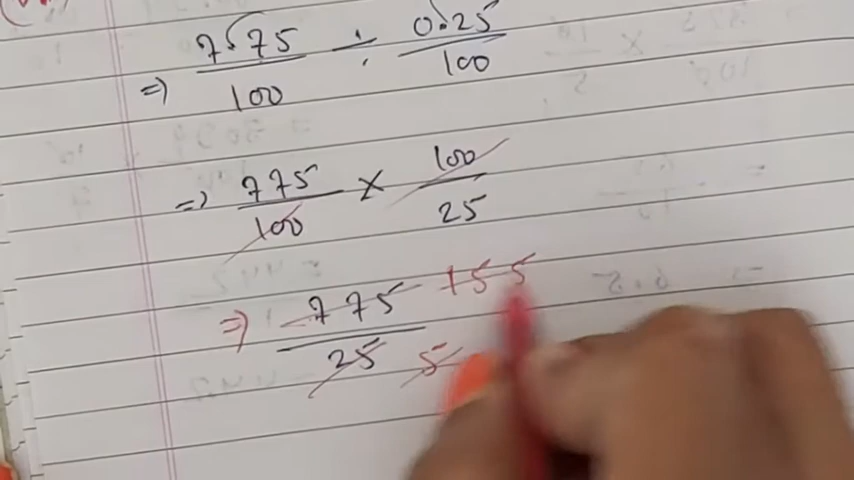 => 7.75/100 ÷ 0.25/100
=> 775/100 × 100/25
=> 775/25 155/5